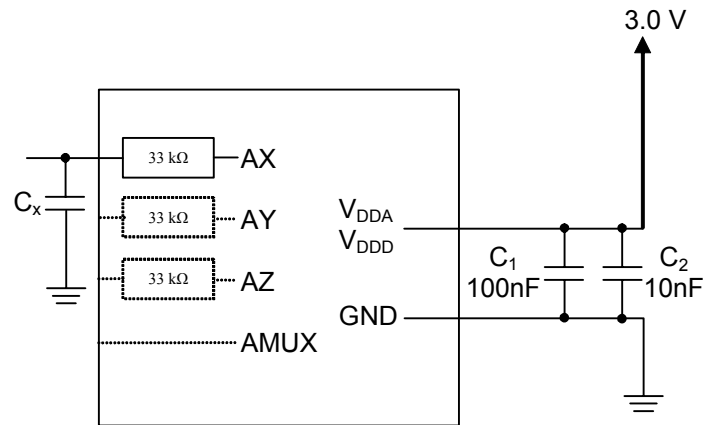 3.0 V
33 kΩ AX
Cx
33 kΩ AY
33 kΩ AZ
AMUX
VDDA
VDDD
GND
C1
100nF
C2
10nF